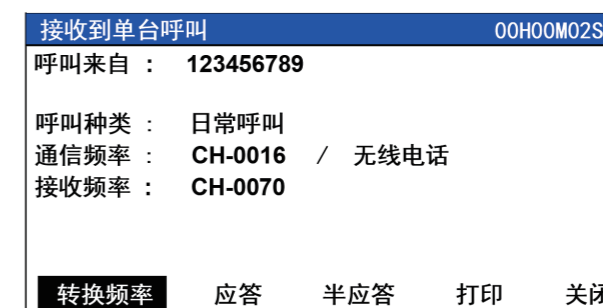 接收到单台呼叫 00H00M02S
呼叫来自 : 123456789
呼叫种类 : 日常呼叫
通信频率 : CH-0016 / 无线电话
接收频率 : CH-0070
转换频率 应答 半应答 打印 关闭